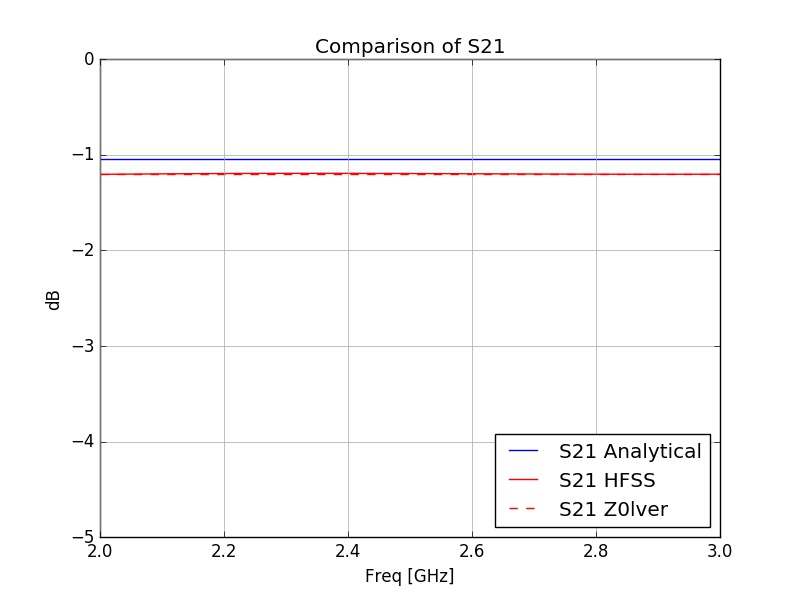 Comparison of S21
0
−1
−2
−3
−4
−5
dB
2.0 2.2 2.4 2.6 2.8 3.0
Freq [GHz]
S21 Analytical
S21 HFSS
S21 Z0lver